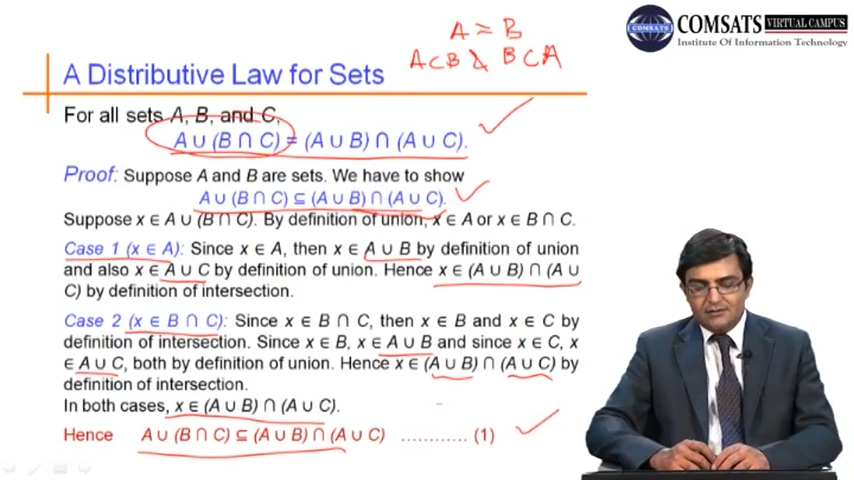 A = B
COMSATS VIRTUAL CAMPUS
Institute Of Information Technology
A⊂B & B⊂A
A Distributive Law for Sets
For all sets A, B, and C,
A ∪ (B ∩ C) = (A ∪ B) ∩ (A ∪ C).
Proof: Suppose A and B are sets. We have to show
A ∪ (B ∩ C) ⊆ (A ∪ B) ∩ (A ∪ C).
Suppose x ∈ A ∪ (B ∩ C). By definition of union, x ∈ A or x ∈ B ∩ C.
Case 1 (x ∈ A): Since x ∈ A, then x ∈ A ∪ B by definition of union
and also x ∈ A ∪ C by definition of union. Hence x ∈ (A ∪ B) ∩ (A ∪
C) by definition of intersection.
Case 2 (x ∈ B ∩ C): Since x ∈ B ∩ C, then x ∈ B and x ∈ C by
definition of intersection. Since x ∈ B, x ∈ A ∪ B and since x ∈ C, x
∈ A ∪ C, both by definition of union. Hence x ∈ (A ∪ B) ∩ (A ∪ C) by
definition of intersection.
In both cases, x ∈ (A ∪ B) ∩ (A ∪ C).
Hence A ∪ (B ∩ C) ⊆ (A ∪ B) ∩ (A ∪ C) ............ (1)